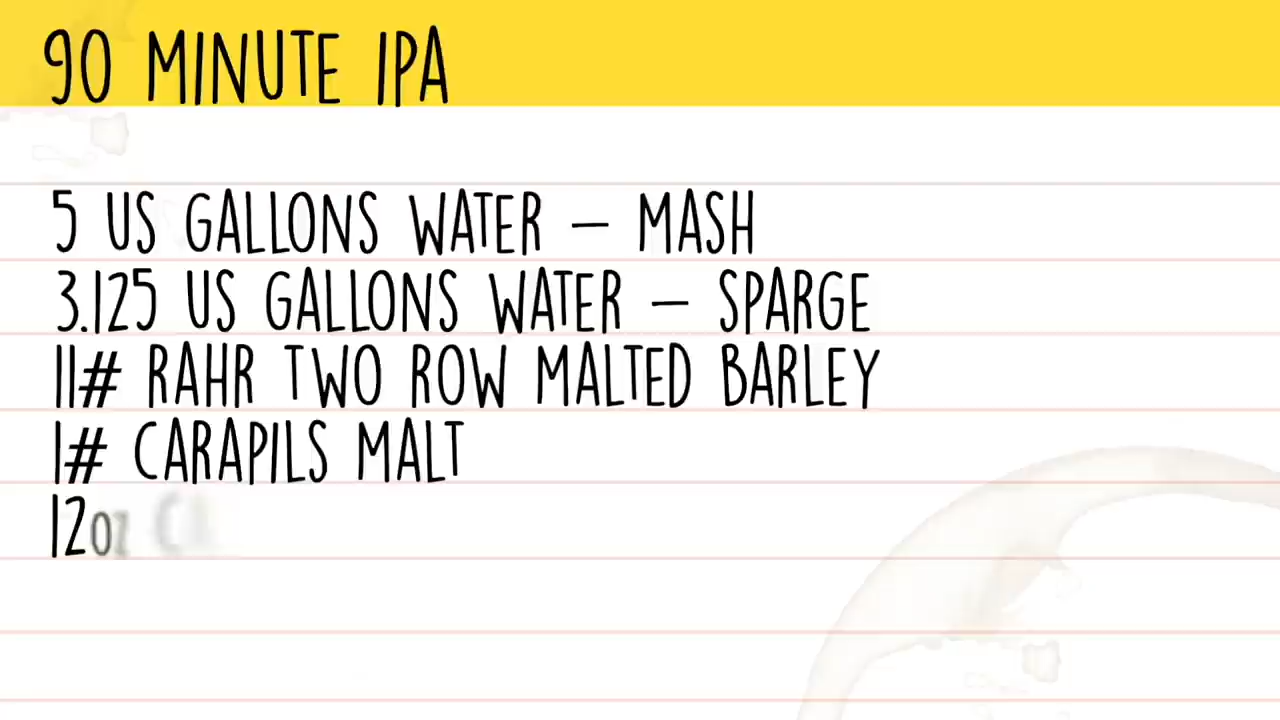 90 MINUTE IPA
5 US GALLONS WATER – MASH
3.125 US GALLONS WATER – SPARGE
11# RAHR TWO ROW MALTED BARLEY
1# CARAPILS MALT
12oz